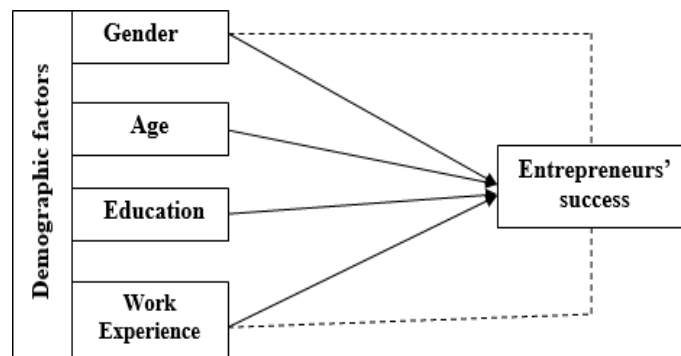 Demographic factors
Gender
Age
Education
Work
Experience
Entrepreneurs’
success